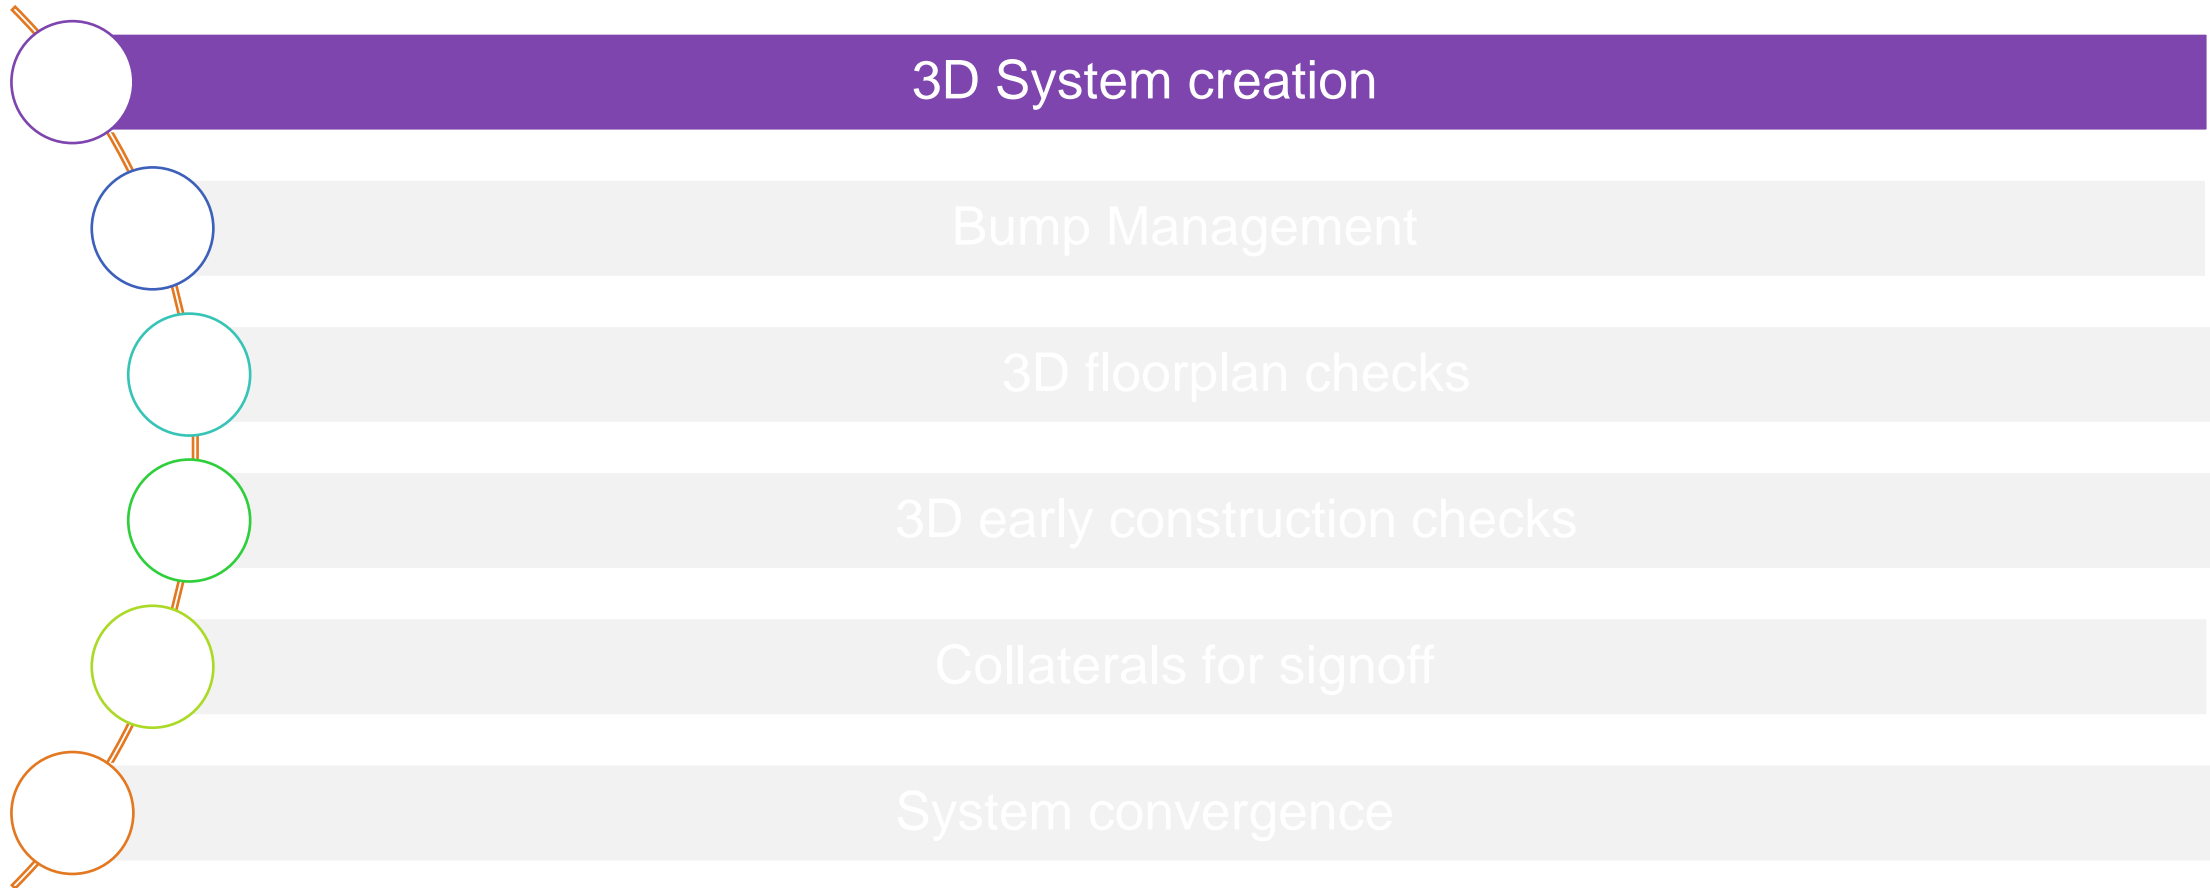 3D System creation
Bump Management
3D floorplan checks
3D early construction checks
Collaterals for signoff
System convergence